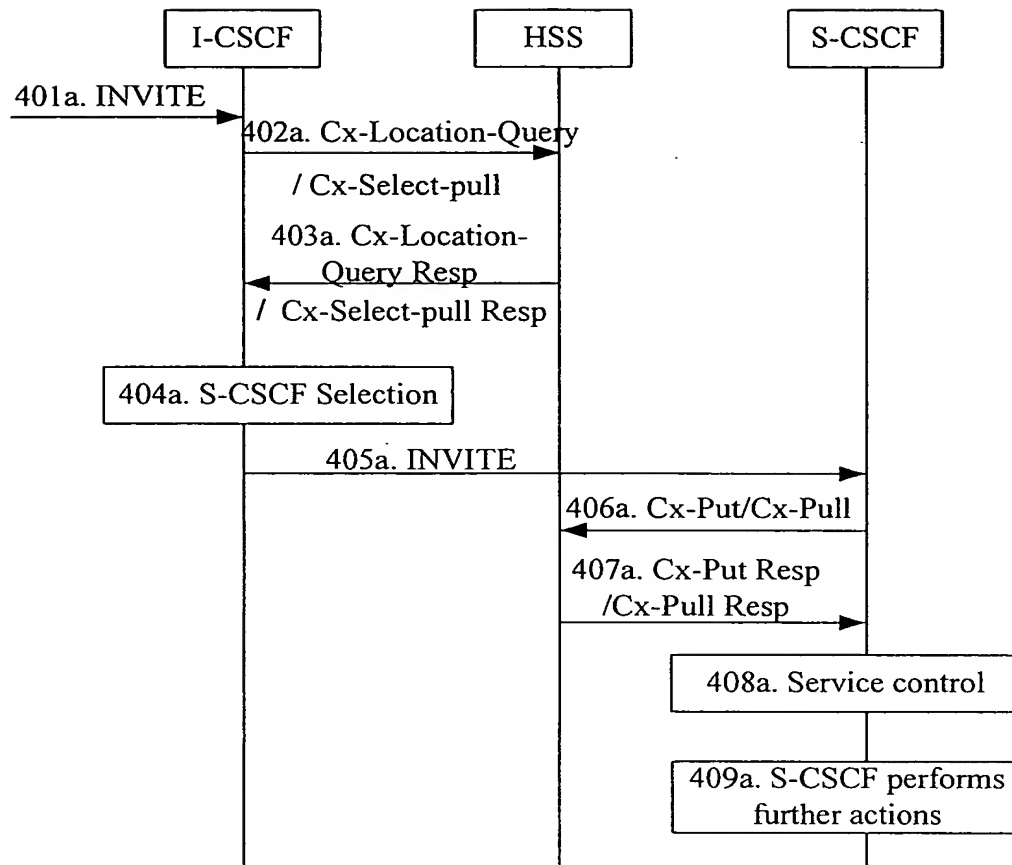 I-CSCF
HSS
S-CSCF
401a. INVITE
402a. Cx-Location-Query
/ Cx-Select-pull
403a. Cx-Location-
Query Resp
/ Cx-Select-pull Resp
404a. S-CSCF Selection
405a. INVITE
406a. Cx-Put/Cx-Pull
407a. Cx-Put Resp
/Cx-Pull Resp
408a. Service control
409a. S-CSCF performs
further actions